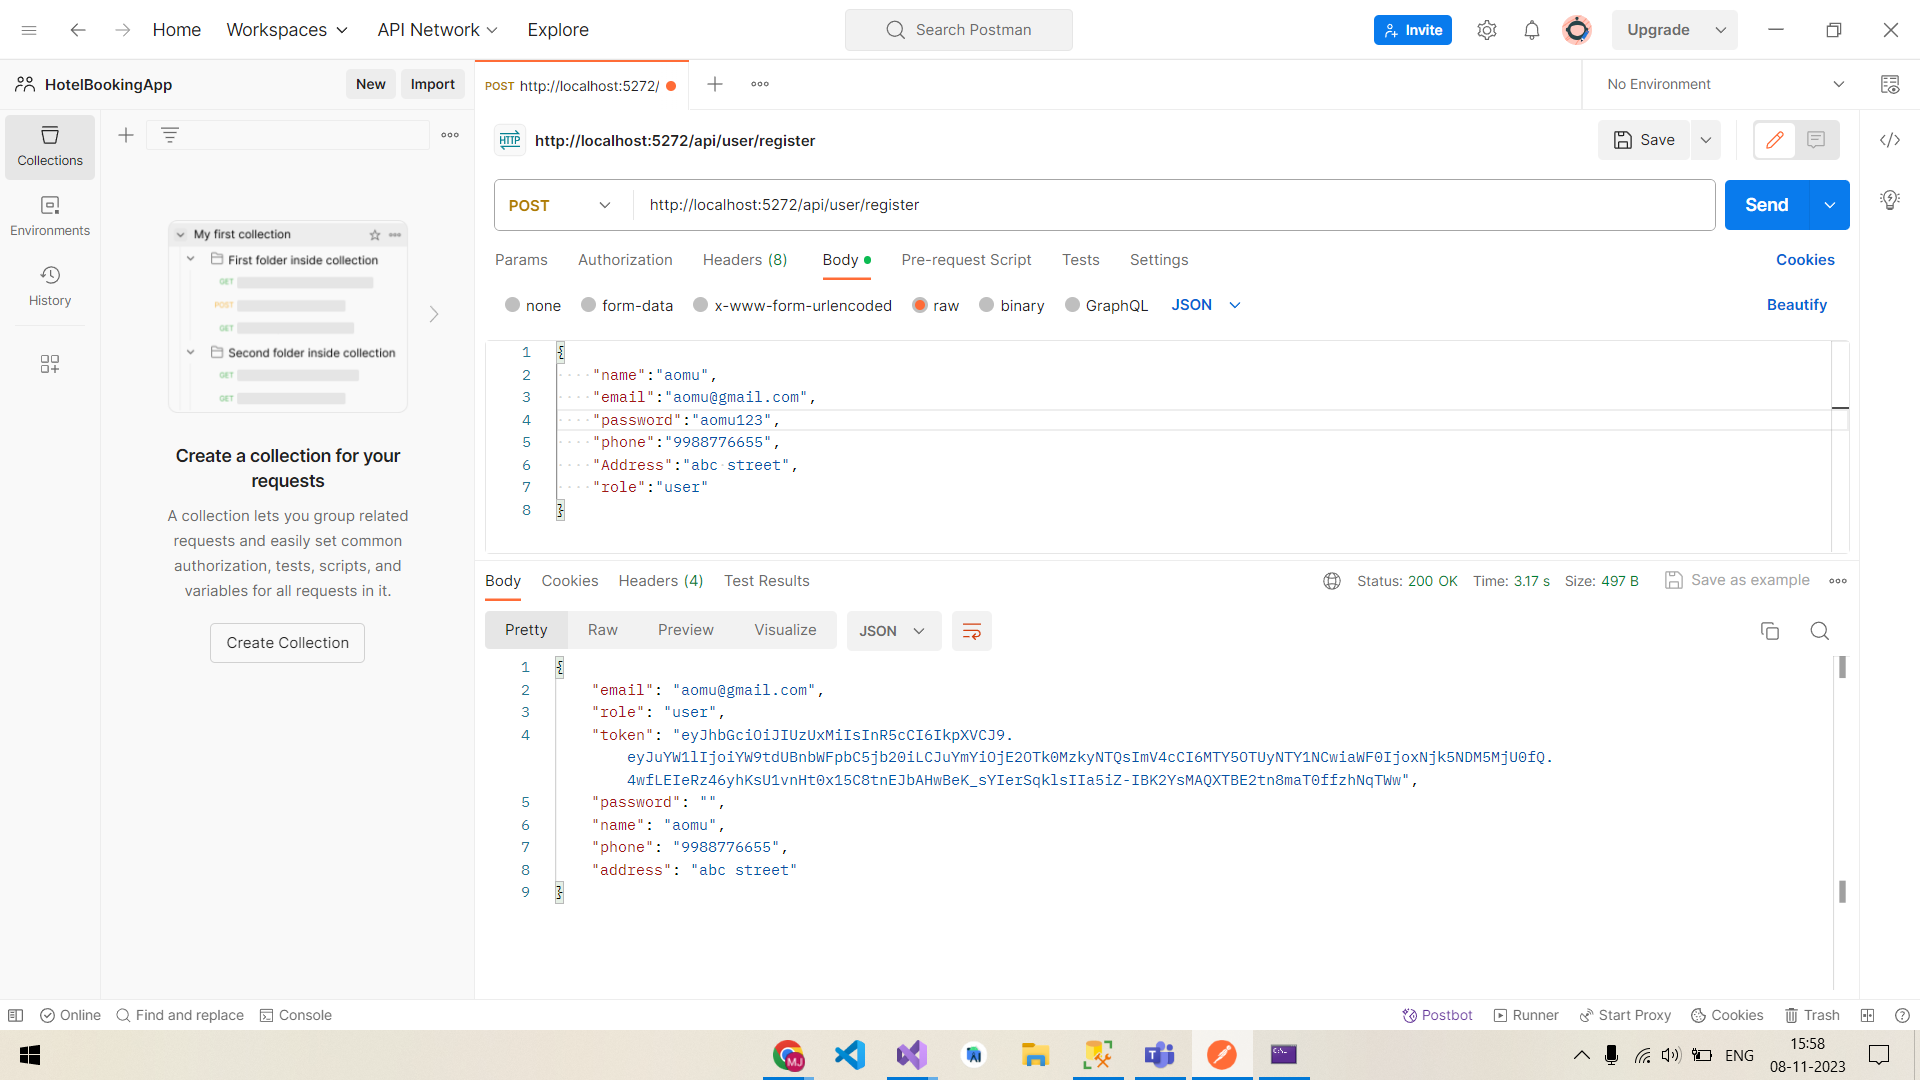 Home
Workspaces
API Network
Explore
Search Postman
Invite
Upgrade
HotelBookingApp
New
Import
POST http://localhost:5272/
No Environment
Collections
Environments
History
My first collection
First folder inside collection
GET
POST
GET
Second folder inside collection
GET
GET
Create a collection for your
requests
A collection lets you group related
requests and easily set common
authorization, tests, scripts, and
variables for all requests in it.
Create Collection
HTTP http://localhost:5272/api/user/register
Save
POST
http://localhost:5272/api/user/register
Send
Params
Authorization
Headers (8)
Body
Pre-request Script
Tests
Settings
Cookies
none
form-data
x-www-form-urlencoded
raw
binary
GraphQL
JSON
Beautify
1 {
2 "name":"aomu",
3 "email":"aomu@gmail.com",
4 "password":"aomu123",
5 "phone":"9988776655",
6 "Address":"abc street",
7 "role":"user"
8 }
Body
Cookies
Headers (4)
Test Results
Status: 200 OK
Time: 3.17 s
Size: 497 B
Save as example
Pretty
Raw
Preview
Visualize
JSON
1 {
2 "email": "aomu@gmail.com",
3 "role": "user",
4 "token": "eyJhbGciOiJIUzUxMiIsInR5cCI6IkpXVCJ9.
eyJuYW1lIjoiYW9tdUBnbWFpbC5jb20iLCJuYmYiOjE2OTk0MzkyNTQsImV4cCI6MTY5OTUyNTY1NCwiaWF0IjoxNjk5NDM5MjU0fQ.
4wfLEIeRz46yhKsU1vnHt0x15C8tnEJbAHwBeK_sYIerSqklsIIa5iZ-IBK2YsMAQXTBE2tn8maT0ffzhNqTWw",
5 "password": "",
6 "name": "aomu",
7 "phone": "9988776655",
8 "address": "abc street"
9 }
Online
Find and replace
Console
Postbot
Runner
Start Proxy
Cookies
Trash
MJ
ENG
15:58
08-11-2023